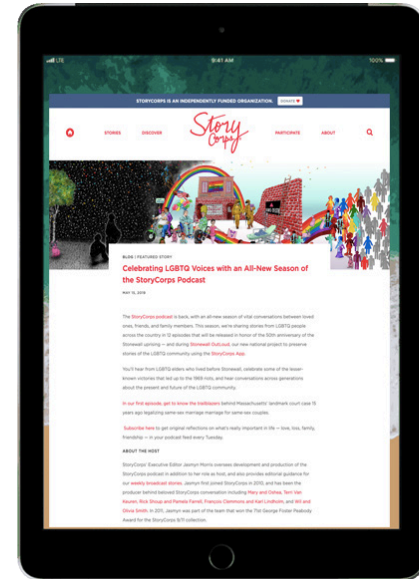 LTE 9:41 AM 100%
STORYCORPS IS AN INDEPENDENTLY FUNDED ORGANIZATION. DONATE
STORIES DISCOVER Story Corps PARTICIPATE ABOUT
BLOG | FEATURED STORY
Celebrating LGBTQ Voices with an All-New Season of
the StoryCorps Podcast
MAY 13, 2019
The StoryCorps podcast is back, with an all-new season of vital conversations between loved
ones, friends, and family members. This season, we're sharing stories from LGBTQ people
across the country in 12 episodes that will be released in honor of the 50th anniversary of the
Stonewall uprising — and during Stonewall OutLoud, our new national project to preserve
stories of the LGBTQ community using the StoryCorps App.
You'll hear from LGBTQ elders who lived before Stonewall, celebrate some of the lesser-
known victories that led up to the 1969 riots, and hear conversations across generations
about the present and future of the LGBTQ community.
In our first episode, get to know the trailblazers behind Massachusetts' landmark court case 15
years ago legalizing same-sex marriage marriage for same-sex couples.
Subscribe here to get original reflections on what's really important in life — love, loss, family,
friendship — in your podcast feed every Tuesday.
ABOUT THE HOST
StoryCorps' Executive Editor Jasmyn Morris oversees development and production of the
StoryCorps podcast in addition to her role as host, and also provides editorial guidance for
our weekly broadcast stories. Jasmyn first joined StoryCorps in 2010, and has been the
producer behind beloved StoryCorps conversation including Mary and Oshea, Tom Van
Keuren, Rick Shoup and Pamela Farrell, Francois Clemmons and Karl Lindholm, and Wil and
Olivia Smith. In 2011, Jasmyn was part of the team that won the 71st George Foster Peabody
Award for the StoryCorps 9/11 collection.